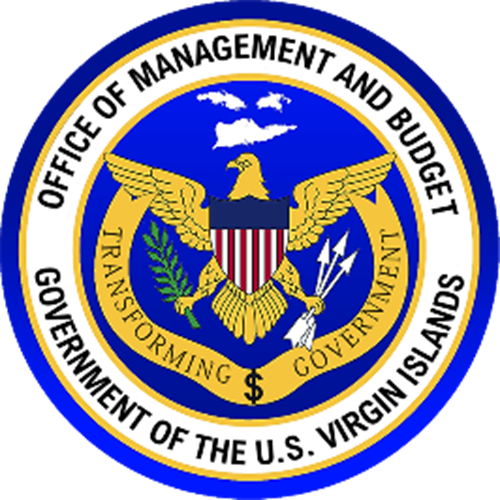 OFFICE OF MANAGEMENT AND BUDGET
TRANSFORMING $ GOVERNMENT
GOVERNMENT OF THE U.S. VIRGIN ISLANDS